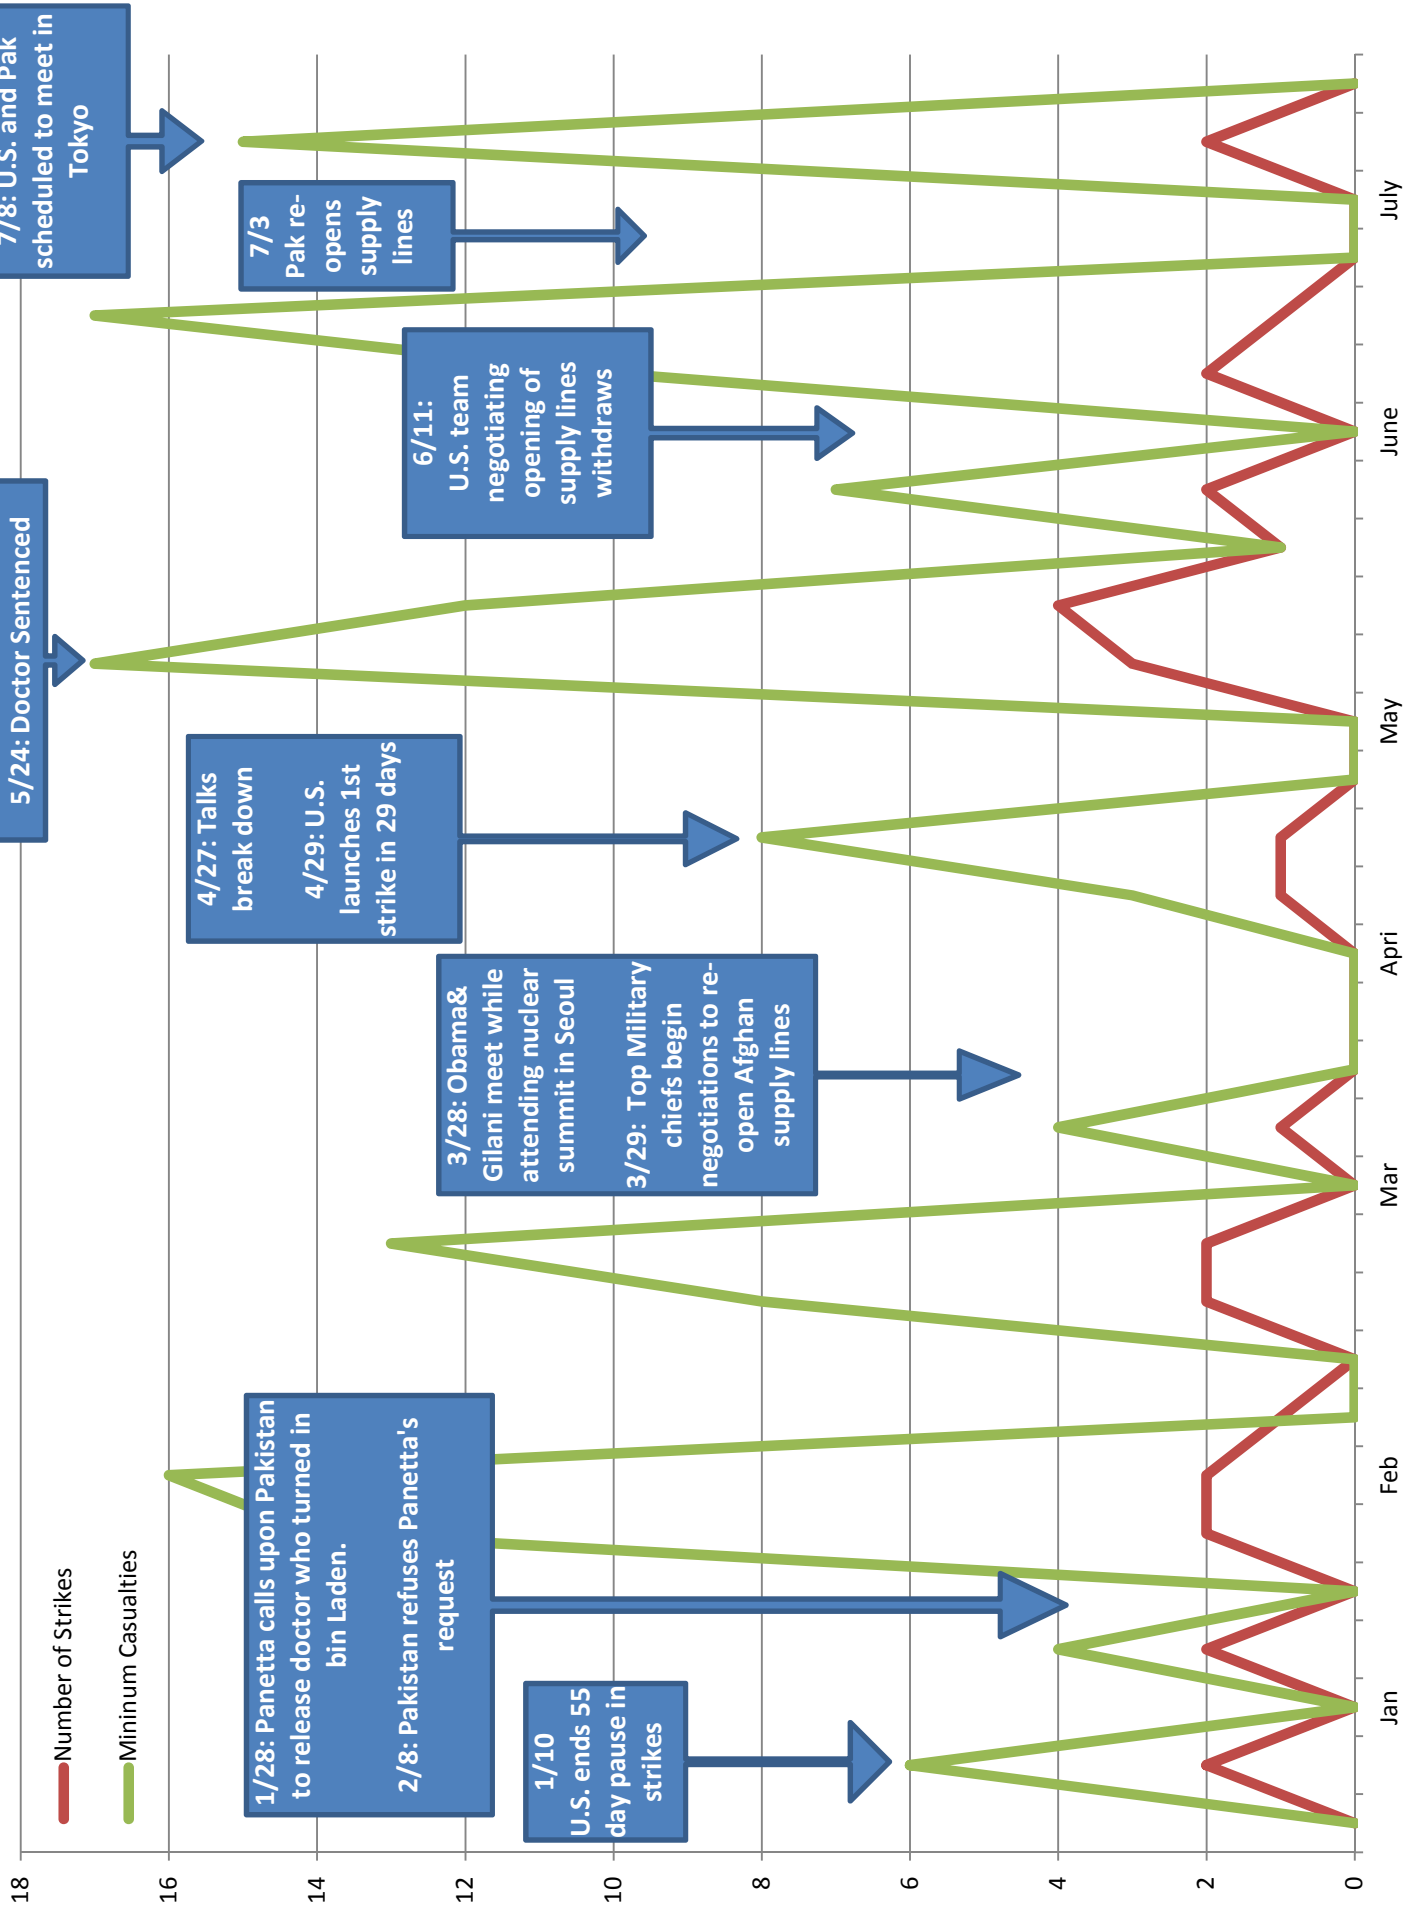 Number of Strikes
Mininum Casualties
18
16
14
12
10
8
6
4
2
0
1/10
U.S. ends 55
day pause in
strikes
1/28: Panetta calls upon Pakistan
to release doctor who turned in
bin Laden.
2/8: Pakistan refuses Panetta's
request
3/28: Obama&
Gilani meet while
attending nuclear
summit in Seoul
3/29:  Top Military
chiefs begin
negotiations to re-
open Afghan
supply lines
4/27: Talks
break down
4/29: U.S.
launches 1st
strike in 29 days
5/24: Doctor Sentenced
6/11:
U.S. team
negotiating
opening of
supply lines
withdraws
7/3
Pak re-
opens
supply
lines
7/8: U.S. and Pak
scheduled to meet in
Tokyo
Jan
Feb
Mar
Apri
May
June
July